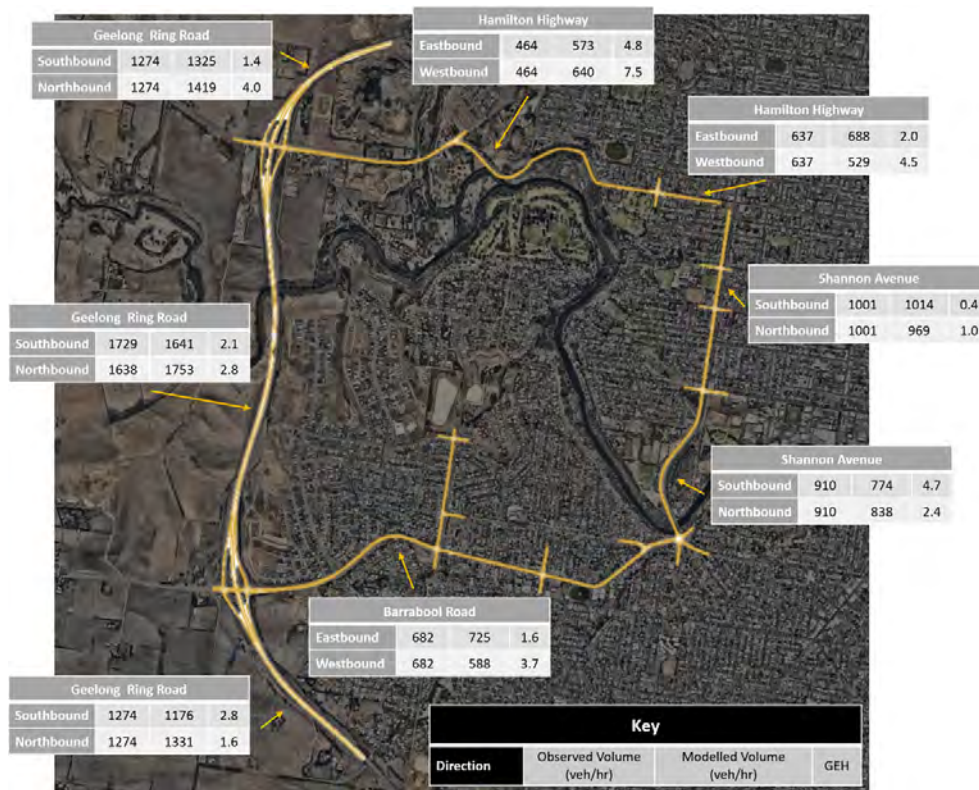 Geelong Ring Road
Southbound 1274 1325 1.4
Northbound 1274 1419 4.0
Hamilton Highway
Eastbound 464 573 4.8
Westbound 464 640 7.5
Hamilton Highway
Eastbound 637 688 2.0
Westbound 637 529 4.5
Shannon Avenue
Southbound 1001 1014 0.4
Northbound 1001 969 1.0
Geelong Ring Road
Southbound 1729 1641 2.1
Northbound 1638 1753 2.8
Shannon Avenue
Southbound 910 774 4.7
Northbound 910 838 2.4
Barrabool Road
Eastbound 682 725 1.6
Westbound 682 588 3.7
Geelong Ring Road
Southbound 1274 1176 2.8
Northbound 1274 1331 1.6
Key
Direction
Observed Volume
(veh/hr)
Modelled Volume
(veh/hr)
GEH